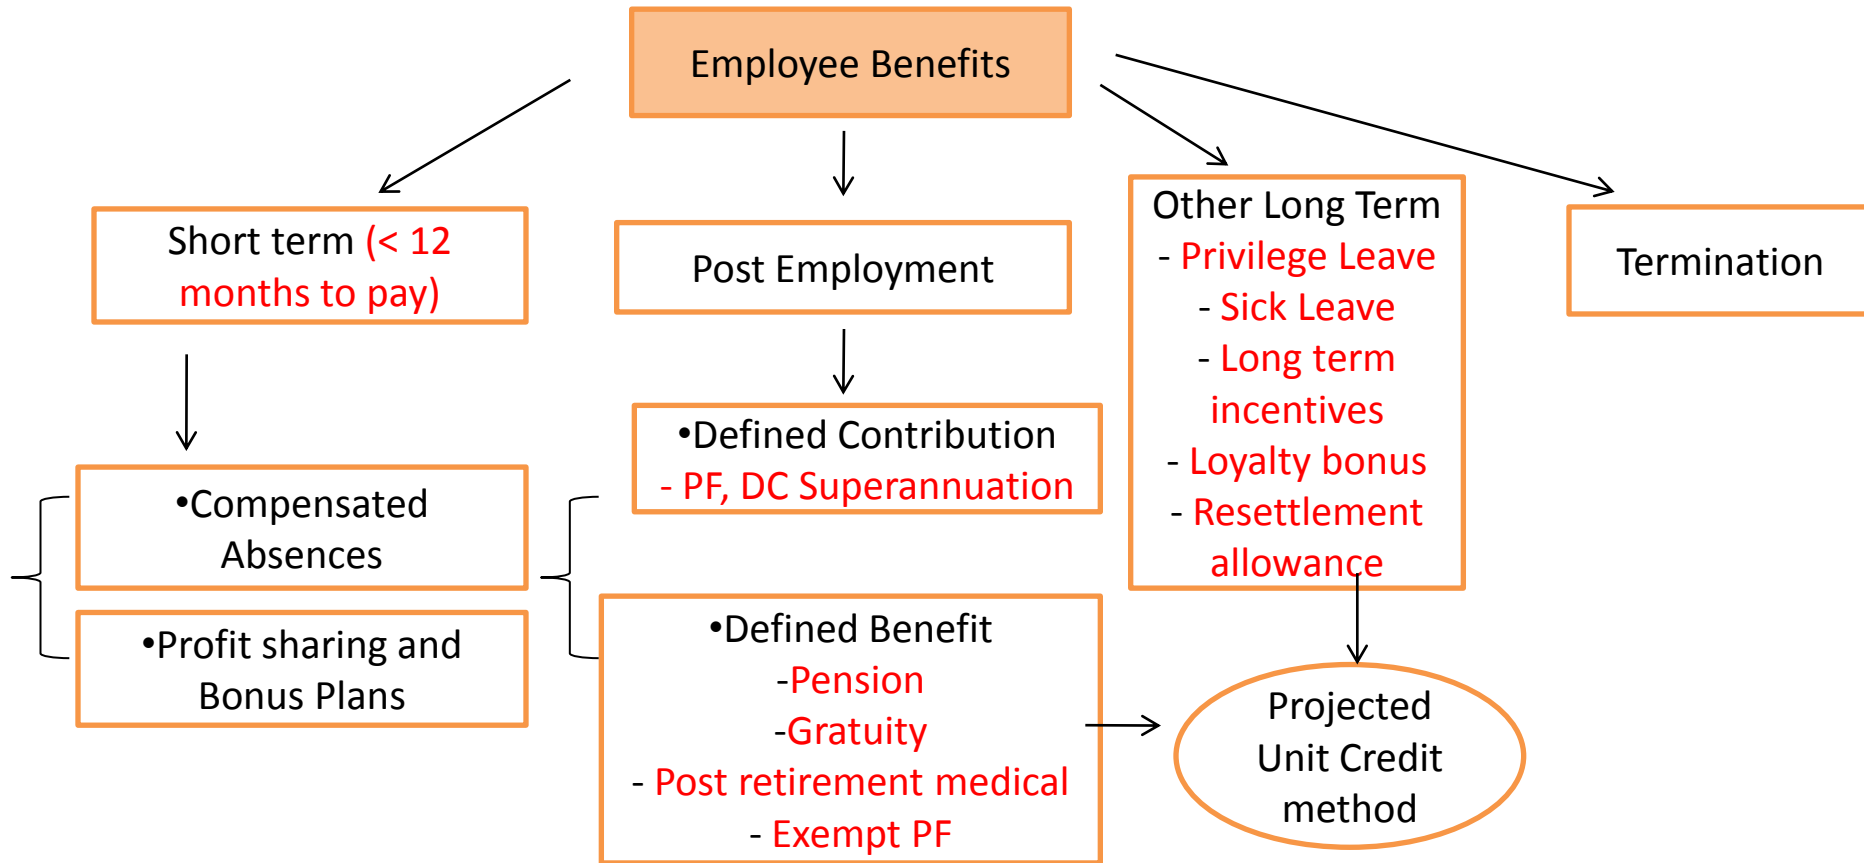 Employee Benefits
Short term (< 12
months to pay)
•Compensated
Absences
•Profit sharing and
Bonus Plans
Post Employment
•Defined Contribution
- PF, DC Superannuation
•Defined Benefit
-Pension
-Gratuity
- Post retirement medical
- Exempt PF
Other Long Term
- Privilege Leave
- Sick Leave
- Long term
incentives
- Loyalty bonus
- Resettlement
allowance
Projected
Unit Credit
method
Termination